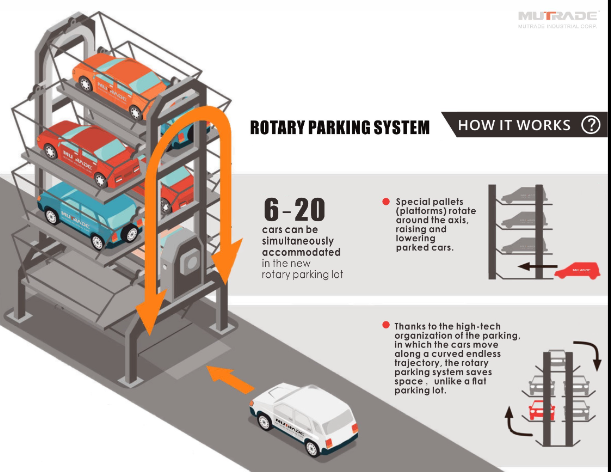 MUTRADE
MUTRADE INDUSTRIAL CORP.
ROTARY PARKING SYSTEM
HOW IT WORKS ?
6-20
cars can be
simultaneously
accommodated
in the new
rotary parking lot
Special pallets
(platforms) rotate
around the axis,
raising and
lowering
parked cars.
Thanks to the high-tech
organization of the parking,
in which the cars move
along a curved endless
trajectory, the rotary
parking system saves
space . unlike a flat
parking lot.
MUTRADE
MUTRADE
MUTRADE
MUTRADE